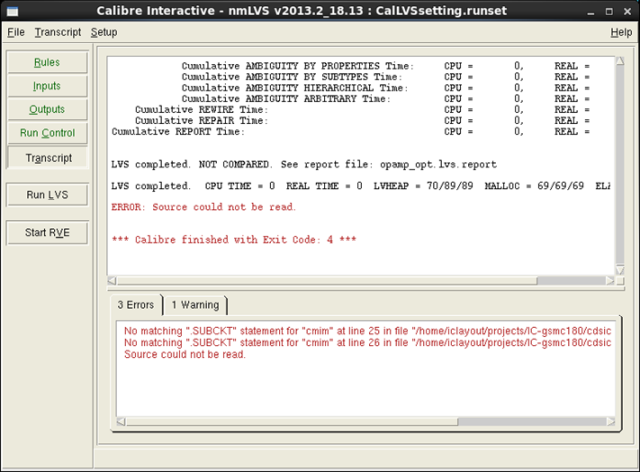 Calibre Interactive - nmLVS v2013.2_18.13 : CalLVSsetting.runset
File Transcript Setup Help
Rules
Inputs
Outputs
Run Control
Transcript
Run LVS
Start RVE
Cumulative AMBIGUITY BY PROPERTIES Time: CPU = 0, REAL =
Cumulative AMBIGUITY BY SUBTYPES Time: CPU = 0, REAL =
Cumulative AMBIGUITY HIERARCHICAL Time: CPU = 0, REAL =
Cumulative AMBIGUITY ARBITRARY Time: CPU = 0, REAL =
Cumulative REWIRE Time: CPU = 0, REAL =
Cumulative REPAIR Time: CPU = 0, REAL =
Cumulative REPORT Time: CPU = 0, REAL =
LVS completed. NOT COMPARED. See report file: opamp_opt.lvs.report
LVS completed. CPU TIME = 0 REAL TIME = 0 LVHEAP = 70/89/89 MALLOC = 69/69/69
ERROR: Source could not be read.
*** Calibre finished with Exit Code: 4 ***
3 Errors 1 Warning
No matching ".SUBCKT" statement for "cmim" at line 25 in file "/home/iclayout/projects/IC-gsmc180/cdsic
No matching ".SUBCKT" statement for "cmim" at line 26 in file "/home/iclayout/projects/IC-gsmc180/cdsic
Source could not be read.